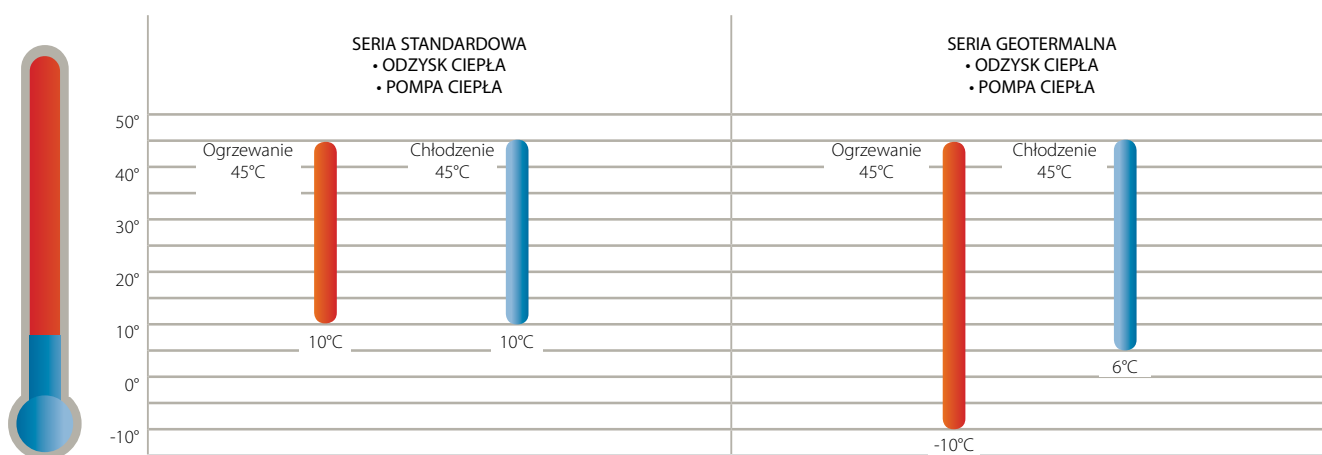 SERIA STANDARDOWA
• ODZYSK CIEPŁA
• POMPA CIEPŁA
SERIA GEOTERMALNA
• ODZYSK CIEPŁA
• POMPA CIEPŁA
50°
40°
30°
20°
10°
0°
-10°
Ogrzewanie
45°C
10°C
Chłodzenie
45°C
10°C
Ogrzewanie
45°C
-10°C
Chłodzenie
45°C
6°C